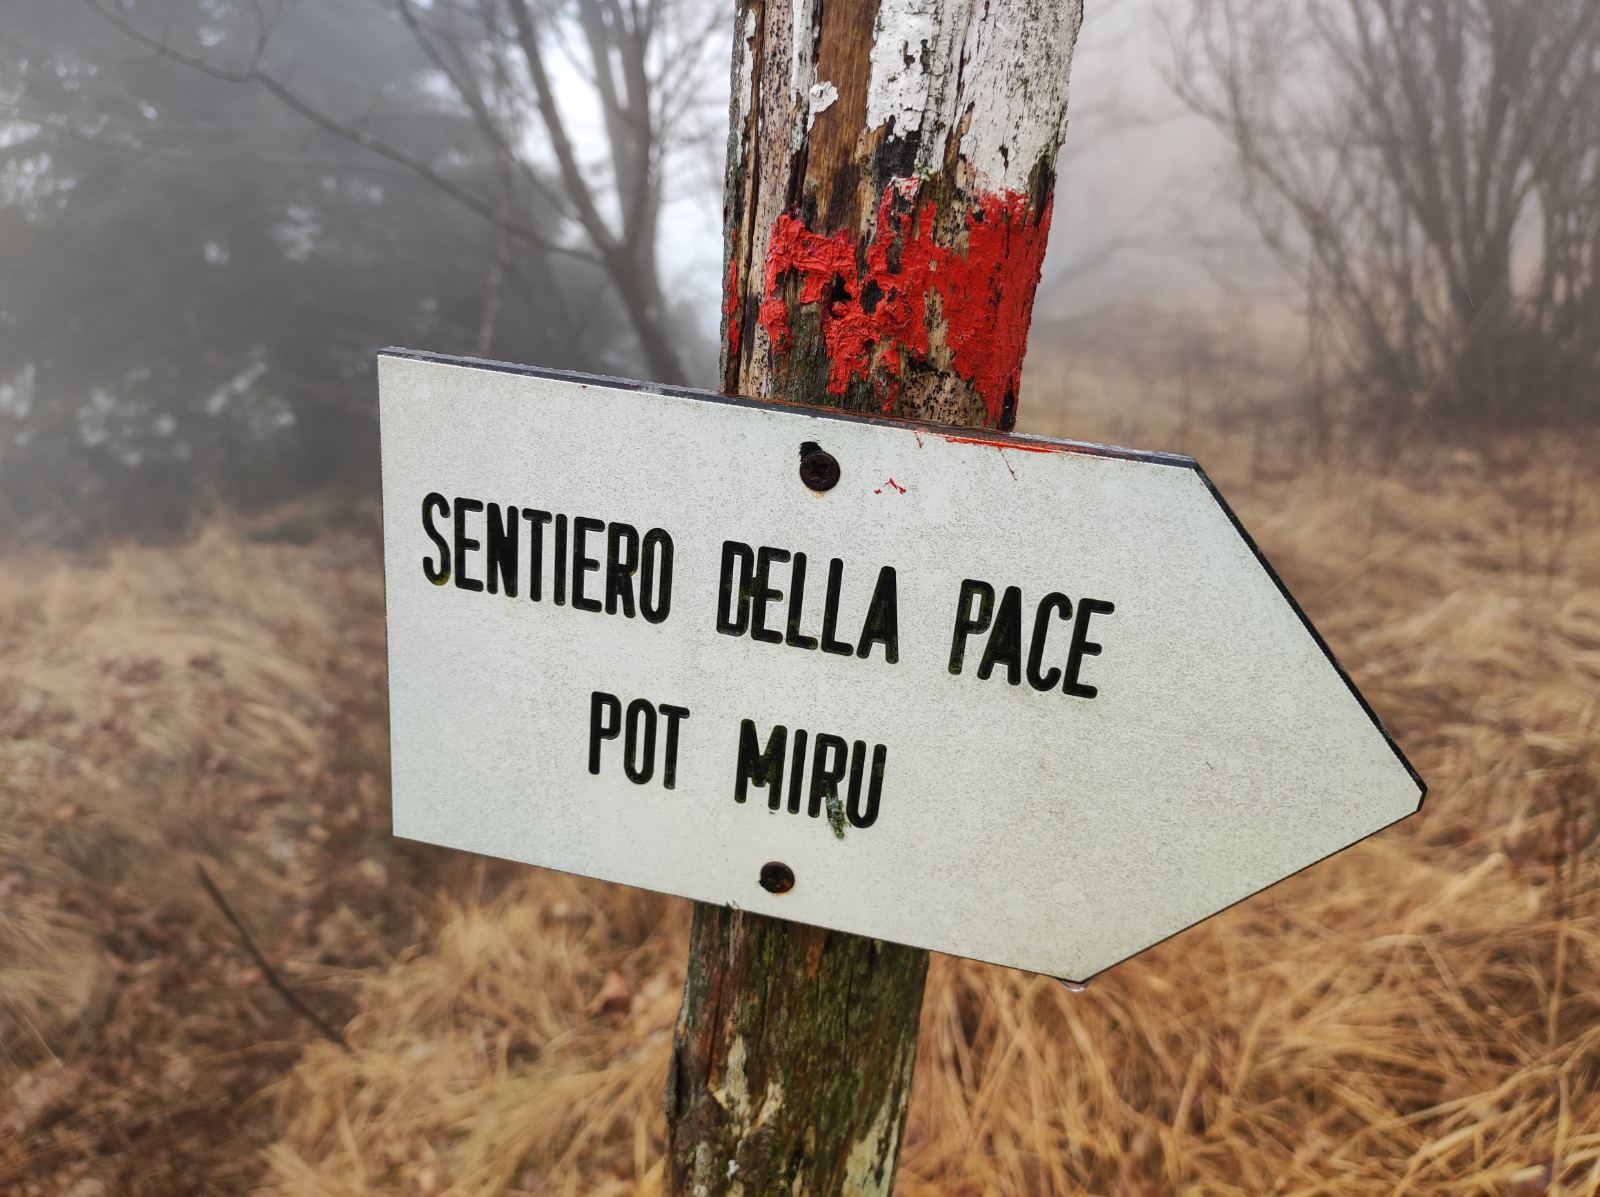 SENTIERO DELLA PACE
POT MIRU